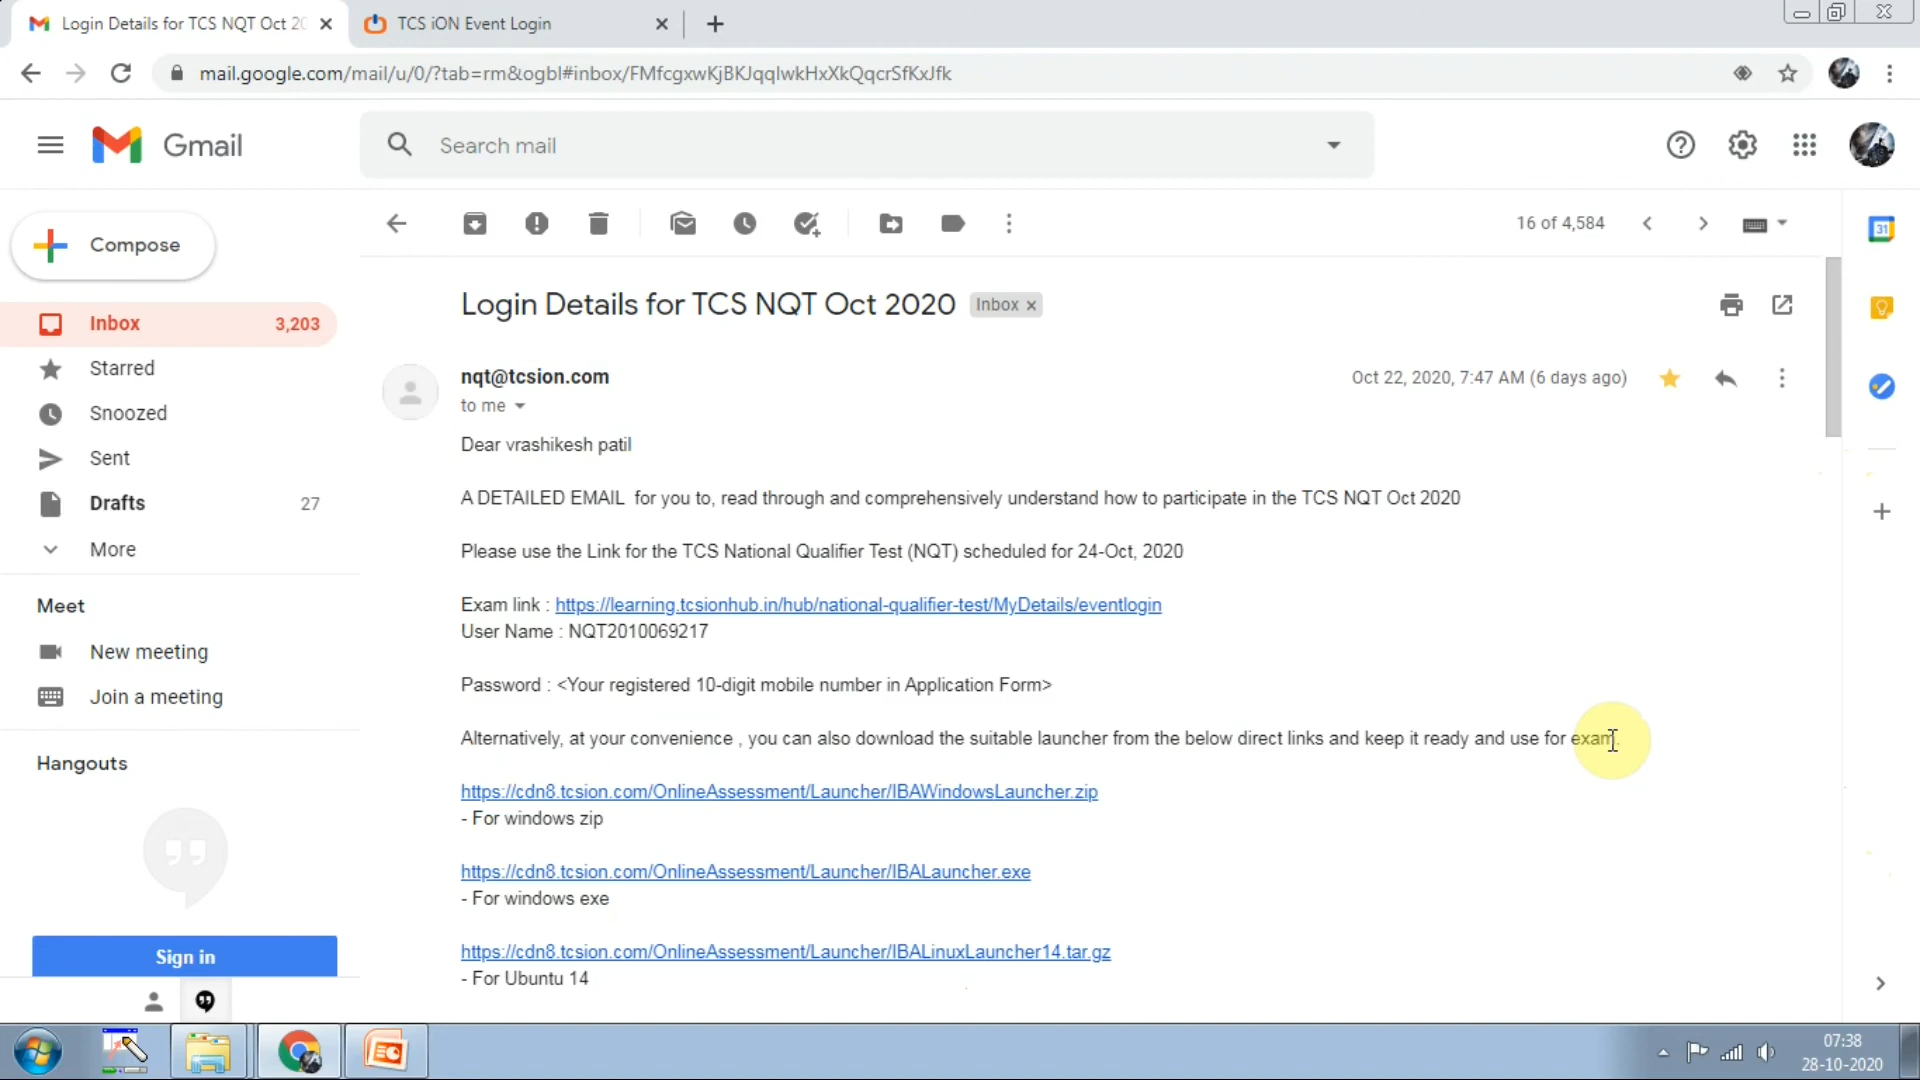 Login Details for TCS NQT Oct 20
TCS iON Event Login
mail.google.com/mail/u/0/?tab=rm&ogbl#inbox/FMfcgxwKjBKJqqlwkHxXkQqcrSfKxJfk
Gmail
Search mail
Compose
16 of 4,584
31
Login Details for TCS NQT Oct 2020
Inbox
Inbox 3,203
Starred
Snoozed
Sent
Drafts 27
More
Meet
New meeting
Join a meeting
Hangouts
Sign in
nqt@tcsion.com
Oct 22, 2020, 7:47 AM (6 days ago)
to me
Dear vrashikesh patil
A DETAILED EMAIL for you to, read through and comprehensively understand how to participate in the TCS NQT Oct 2020
Please use the Link for the TCS National Qualifier Test (NQT) scheduled for 24-Oct, 2020
Exam link : https://learning.tcsionhub.in/hub/national-qualifier-test/MyDetails/eventlogin
User Name : NQT2010069217
Password : <Your registered 10-digit mobile number in Application Form>
Alternatively, at your convenience , you can also download the suitable launcher from the below direct links and keep it ready and use for exam.
https://cdn8.tcsion.com/OnlineAssessment/Launcher/IBAWindowsLauncher.zip
- For windows zip
https://cdn8.tcsion.com/OnlineAssessment/Launcher/IBALauncher.exe
- For windows exe
https://cdn8.tcsion.com/OnlineAssessment/Launcher/IBALinuxLauncher14.tar.gz
- For Ubuntu 14
07:38
28-10-2020